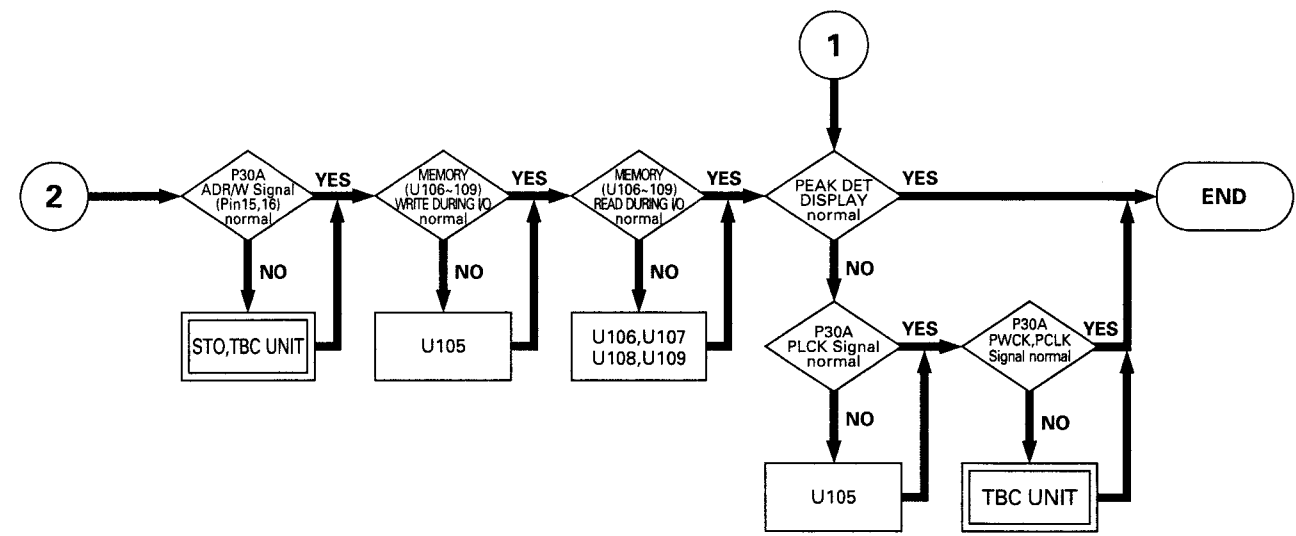 1
2
P30A
ADR/W Signal
(Pin15,16)
normal
YES
NO
STO,TBC UNIT
MEMORY
(U106~109)
WRITE DURING I/O
normal
YES
NO
U105
MEMORY
(U106~109)
READ DURING I/O
normal
YES
NO
U106,U107
U108,U109
PEAK DET
DISPLAY
normal
YES
NO
END
P30A
PLCK Signal
normal
YES
NO
U105
P30A
PWCK,PCLK
Signal normal
YES
NO
TBC UNIT